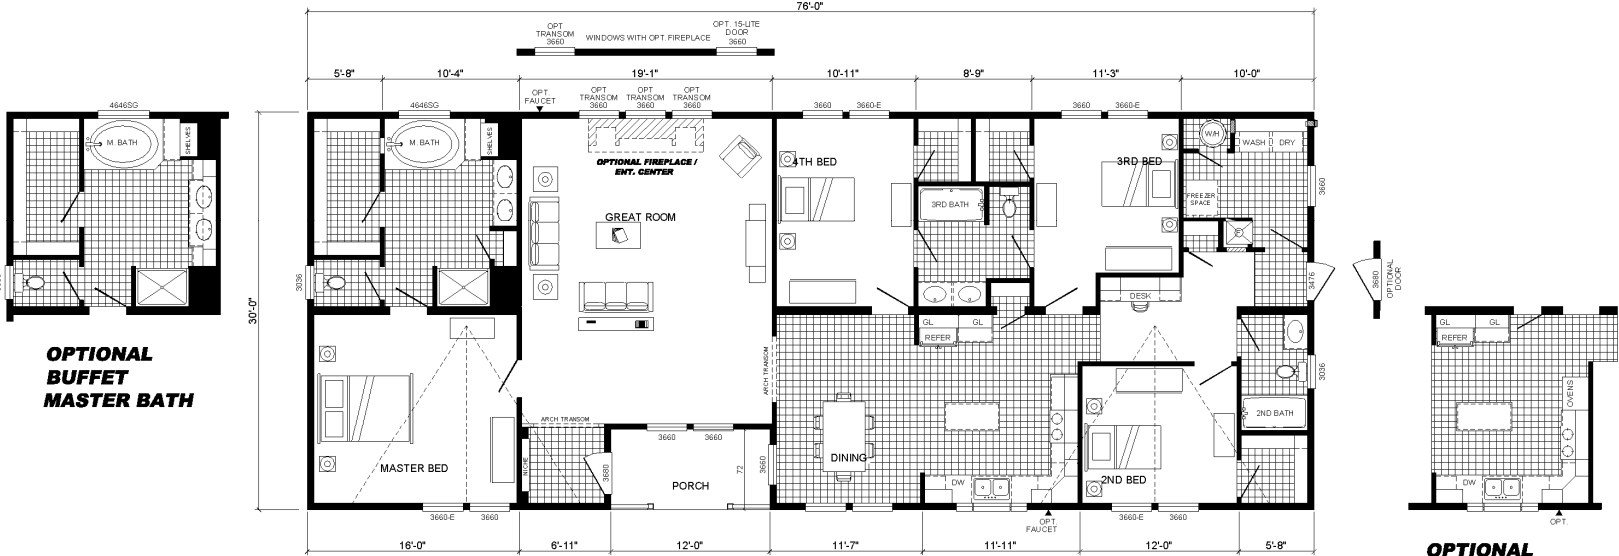 76'-0"
OPT
TRANSOM
3660
WINDOWS WITH OPT. FIREPLACE
OPT. 15-LITE
DOOR
3660
5'-8"
10'-4"
19'-1"
10'-11"
8'-9"
11'-3"
10'-0"
4646SG
4646SG
OPT.
FAUCET
OPT
TRANSOM
3660
OPT
TRANSOM
3660
OPT
TRANSOM
3660
3660
3660-E
3660
3660-E
M. BATH
SHELVES
M. BATH
SHELVES
OPTIONAL FIREPLACE /
ENT. CENTER
4TH BED
3RD BED
W/H
WASH
DRY
3660
FREEZER
SPACE
3RD BATH
GREAT ROOM
F
3036
30'-0"
DESK
3476
3680
OPTIONAL
DOOR
GL
GL
REFER
GL
GL
REFER
OPTIONAL
BUFFET
MASTER BATH
ARCH TRANSOM
3036
OVENS
2ND BATH
ARCH TRANSOM
3660
3660
NICHE
3680
72
3660
MASTER BED
PORCH
DINING
DW
2ND BED
DW
3660-E
3660
OPT.
FAUCET
3660-E
3660
OPT.
16'-0"
6'-11"
12'-0"
11'-7"
11'-11"
12'-0"
5'-8"
OPTIONAL